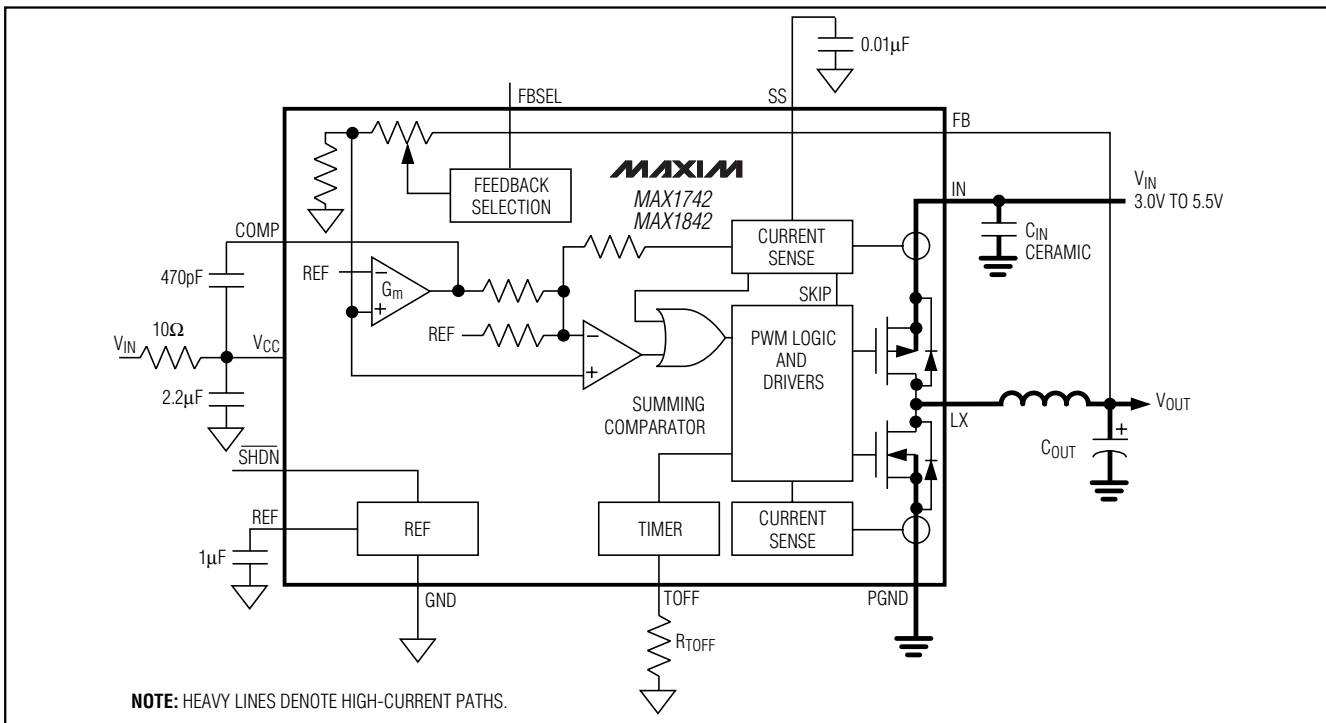 0.01µF
FBSEL
SS
FB
MAXIM
MAX1742
MAX1842
FEEDBACK
SELECTION
IN
V_IN
3.0V TO 5.5V
C_IN
CERAMIC
COMP
CURRENT
SENSE
470pF
REF
−
G_m
+
SKIP
REF
−
+
PWM LOGIC
AND
DRIVERS
10Ω
V_IN
V_CC
2.2µF
SUMMING
COMPARATOR
LX
V_OUT
C_OUT
+
SHDN
REF
REF
TIMER
CURRENT
SENSE
1µF
GND
TOFF
PGND
R_TOFF
NOTE: HEAVY LINES DENOTE HIGH-CURRENT PATHS.